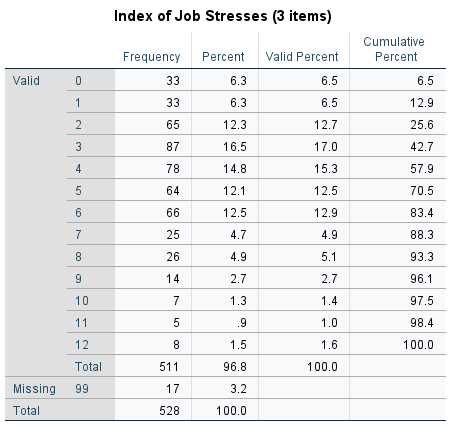 Index of Job Stresses (3 items)
Frequency Percent Valid Percent Cumulative Percent
Valid 0 33 6.3 6.5 6.5
1 33 6.3 6.5 12.9
2 65 12.3 12.7 25.6
3 87 16.5 17.0 42.7
4 78 14.8 15.3 57.9
5 64 12.1 12.5 70.5
6 66 12.5 12.9 83.4
7 25 4.7 4.9 88.3
8 26 4.9 5.1 93.3
9 14 2.7 2.7 96.1
10 7 1.3 1.4 97.5
11 5 .9 1.0 98.4
12 8 1.5 1.6 100.0
Total 511 96.8 100.0
Missing 99 17 3.2
Total 528 100.0